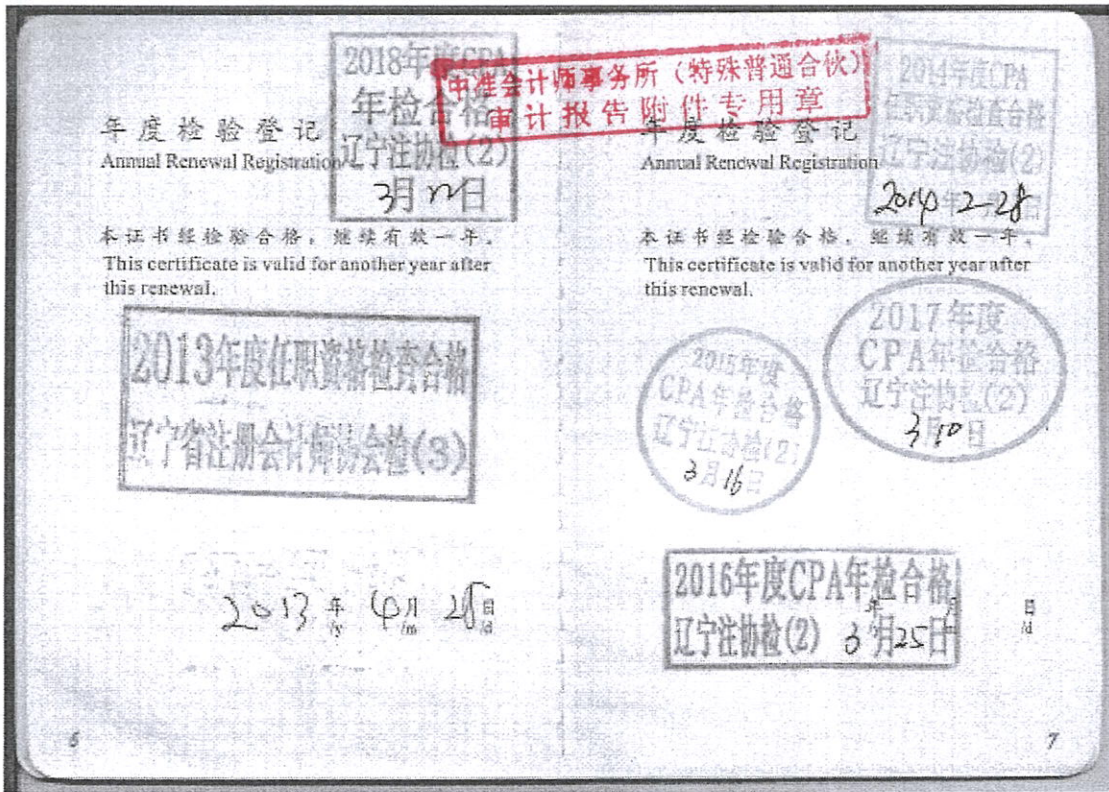 2018年度CPA
年检合格
辽宁注协检(2)
3月 日
中准会计师事务所（特殊普通合伙）
审计报告附件专用章
年度检验登记
Annual Renewal Registration
本证书经检验合格，继续有效一年。
This certificate is valid for another year after
this renewal.
2013年度任职资格检查合格
辽宁省注册会计师协会检(3)
2013 年 4 月 28 日
/y /m /d
6
2014年度CPA
任职资格检查合格
辽宁注协检(2)
2014 2-28
年度检验登记
Annual Renewal Registration
本证书经检验合格，继续有效一年。
This certificate is valid for another year after
this renewal.
2015年度
CPA年检合格
辽宁注协检(2)
3月16日
2017年度
CPA年检合格
辽宁注协检(2)
3月10日
2016年度CPA年检合格
辽宁注协检(2) 3月25日
日
/d
7